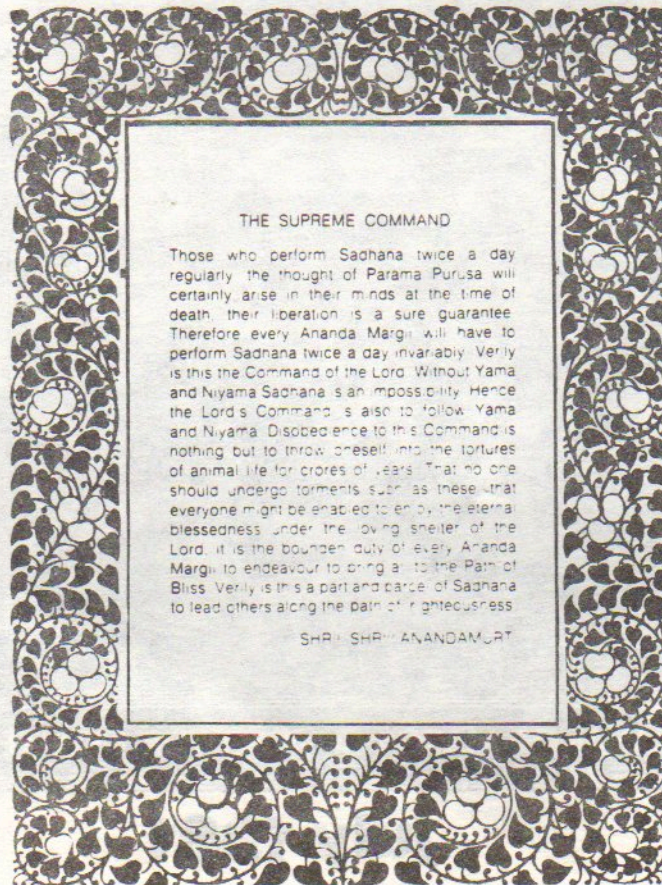 THE SUPREME COMMAND
Those who perform Sadhana twice a day
regularly the thought of Parama Purusa will
certainly arise in their minds at the time of
death, their liberation is a sure guarantee
Therefore every Ananda Margii will have to
perform Sadhana twice a day invariably Verily
is this the Command of the Lord Without Yama
and Niyama Sadhana is an impossibility Hence
the Lord's Command is also to follow Yama
and Niyama Disobedience to this Command is
nothing but to throw oneself into the tortures
of animal life for crores of years That no one
should undergo torments such as these that
everyone might be enabled to enjoy the eternal
blessedness under the loving shelter of the
Lord, it is the bounden duty of every Ananda
Margii to endeavour to bring all to the Path of
Bliss Verily is this a part and parcel of Sadhana
to lead others along the path of righteousness
SHRII SHRII ANANDAMURTI